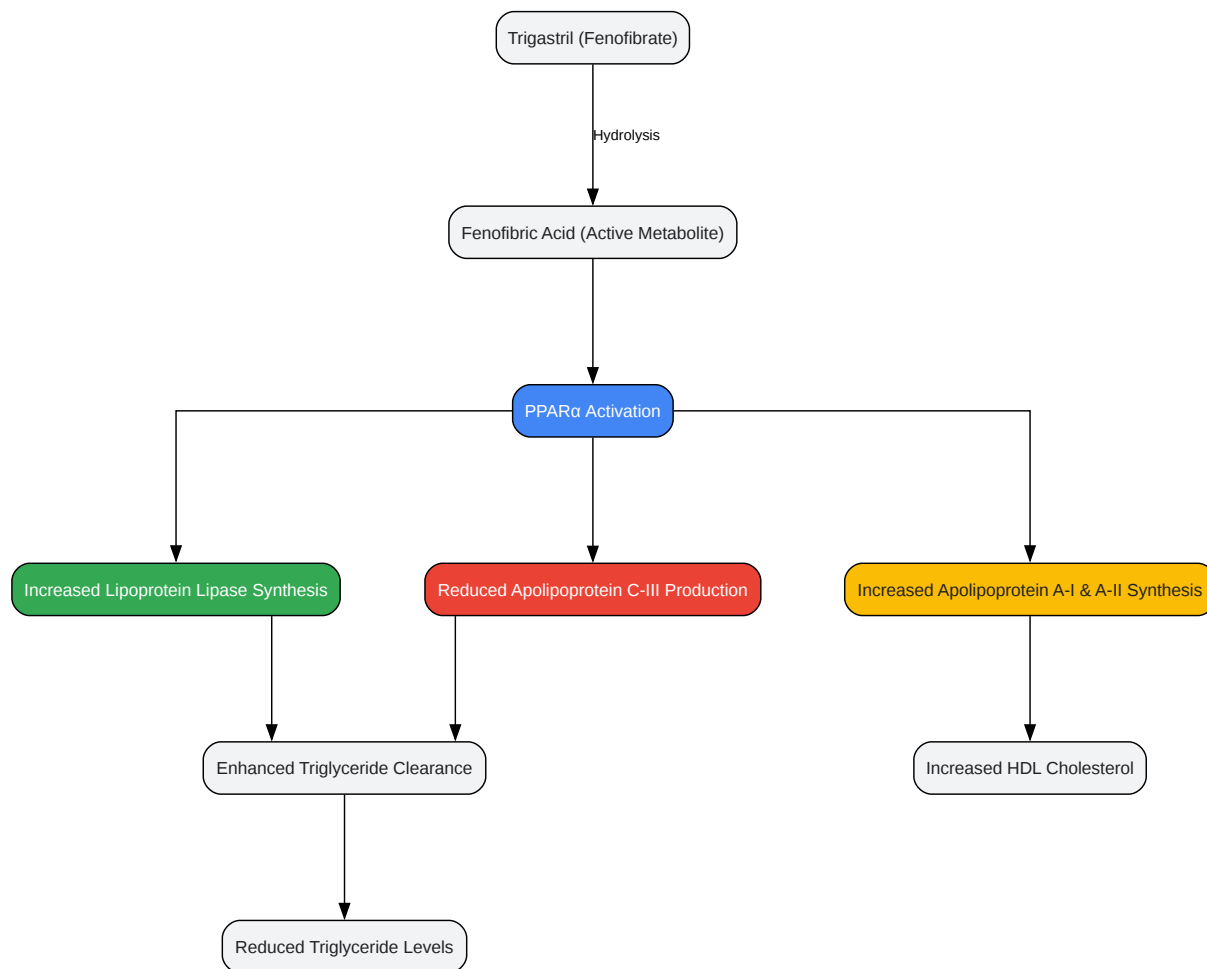 Trigastril (Fenofibrate)
Hydrolysis
Fenofibric Acid (Active Metabolite)
PPARα Activation
Increased Lipoprotein Lipase Synthesis
Reduced Apolipoprotein C-III Production
Increased Apolipoprotein A-I & A-II Synthesis
Enhanced Triglyceride Clearance
Increased HDL Cholesterol
Reduced Triglyceride Levels